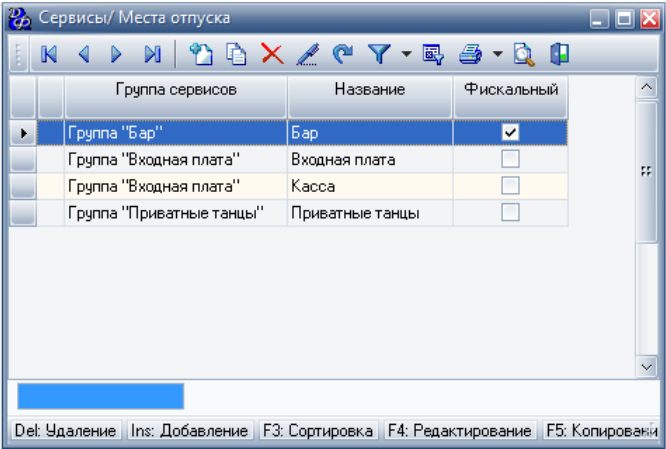 Сервисы/ Места отпуска
Группа сервисов Название Фискальный
Группа "Бар" Бар
Группа "Входная плата" Входная плата
Группа "Входная плата" Касса
Группа "Приватные танцы" Приватные танцы
Del: Удаление Ins: Добавление F3: Сортировка F4: Редактирование F5: Копировани